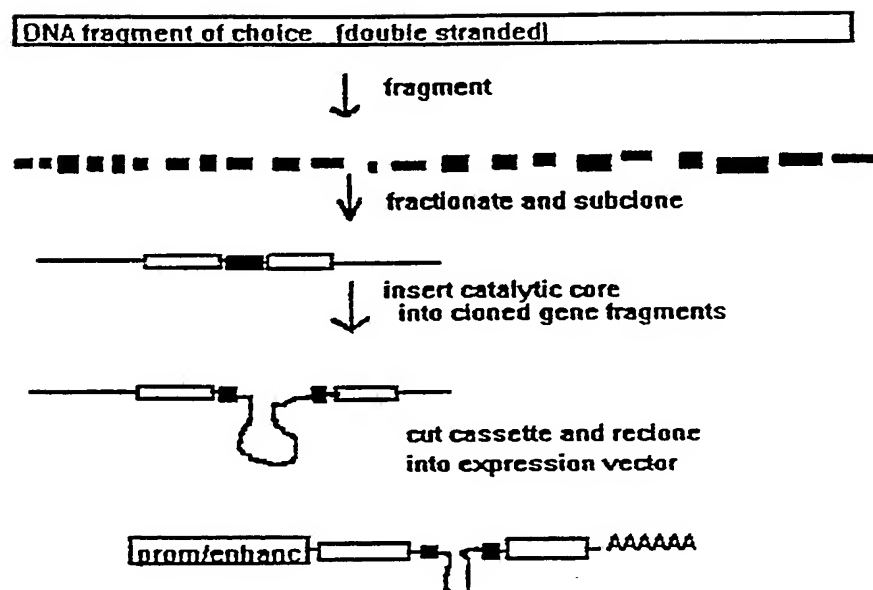 DNA fragment of choice [double stranded]
fragment
fractionate and subclone
insert catalytic core
into cloned gene fragments
cut cassette and reclone
into expression vector
prom/enhanc
AAAAAA